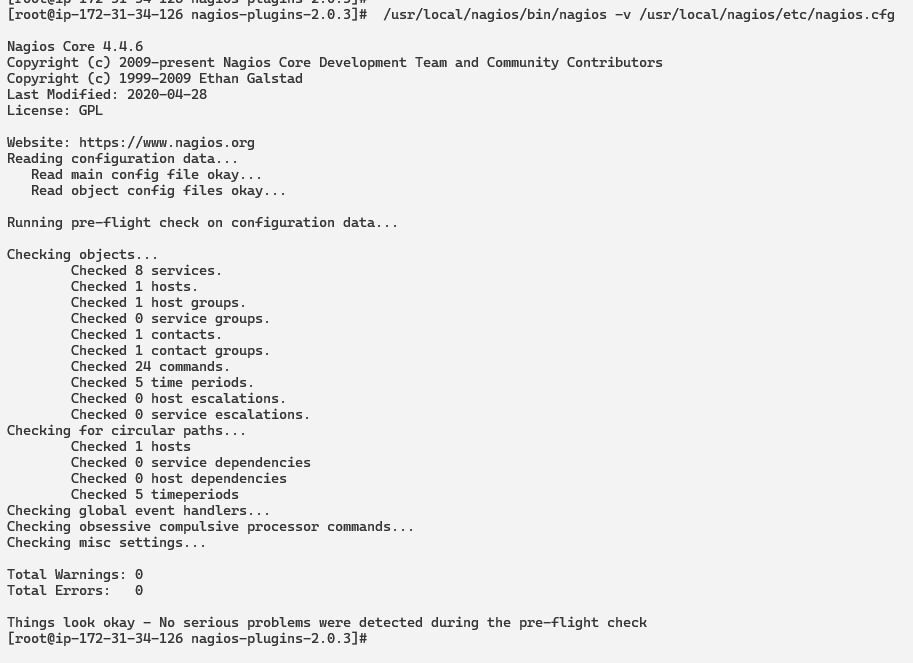 [root@ip-172-31-34-126 nagios-plugins-2.0.3]#
[root@ip-172-31-34-126 nagios-plugins-2.0.3]#  /usr/local/nagios/bin/nagios -v /usr/local/nagios/etc/nagios.cfg
Nagios Core 4.4.6
Copyright (c) 2009-present Nagios Core Development Team and Community Contributors
Copyright (c) 1999-2009 Ethan Galstad
Last Modified: 2020-04-28
License: GPL
Website: https://www.nagios.org
Reading configuration data...
   Read main config file okay...
   Read object config files okay...
Running pre-flight check on configuration data...
Checking objects...
        Checked 8 services.
        Checked 1 hosts.
        Checked 1 host groups.
        Checked 0 service groups.
        Checked 1 contacts.
        Checked 1 contact groups.
        Checked 24 commands.
        Checked 5 time periods.
        Checked 0 host escalations.
        Checked 0 service escalations.
Checking for circular paths...
        Checked 1 hosts
        Checked 0 service dependencies
        Checked 0 host dependencies
        Checked 5 timeperiods
Checking global event handlers...
Checking obsessive compulsive processor commands...
Checking misc settings...
Total Warnings: 0
Total Errors:   0
Things look okay - No serious problems were detected during the pre-flight check
[root@ip-172-31-34-126 nagios-plugins-2.0.3]#